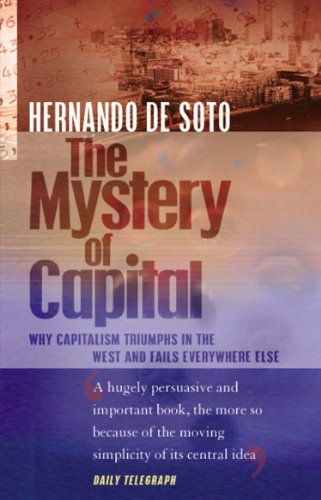 HERNANDO DE SOTO
The
Mystery
of
Capital
WHY CAPITALISM TRIUMPHS IN THE
WEST AND FAILS EVERYWHERE ELSE
‘A hugely persuasive and
important book, the more so
because of the moving
simplicity of its central idea’
DAILY TELEGRAPH